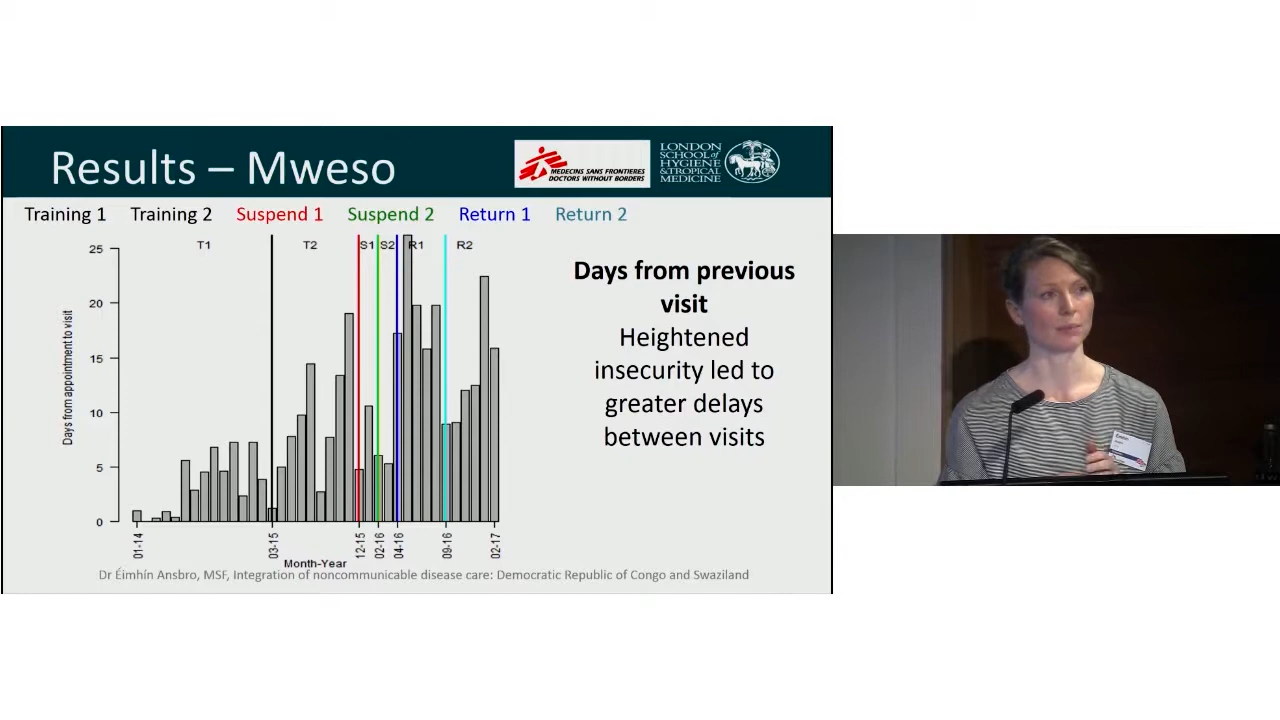 Results – Mweso
MEDECINS SANS FRONTIERES
DOCTORS WITHOUT BORDERS
LONDON
SCHOOL of
HYGIENE
& TROPICAL
MEDICINE
Training 1 Training 2 Suspend 1 Suspend 2 Return 1 Return 2
T1 T2 S1 S2 R1 R2
25
20
15
10
5
0
Days from appointment to visit
01-14 03-15 12-15 02-16 04-16 09-16 02-17
Month-Year
Days from previous
visit
Heightened
insecurity led to
greater delays
between visits
Dr Éimhín Ansbro, MSF, Integration of noncommunicable disease care: Democratic Republic of Congo and Swaziland